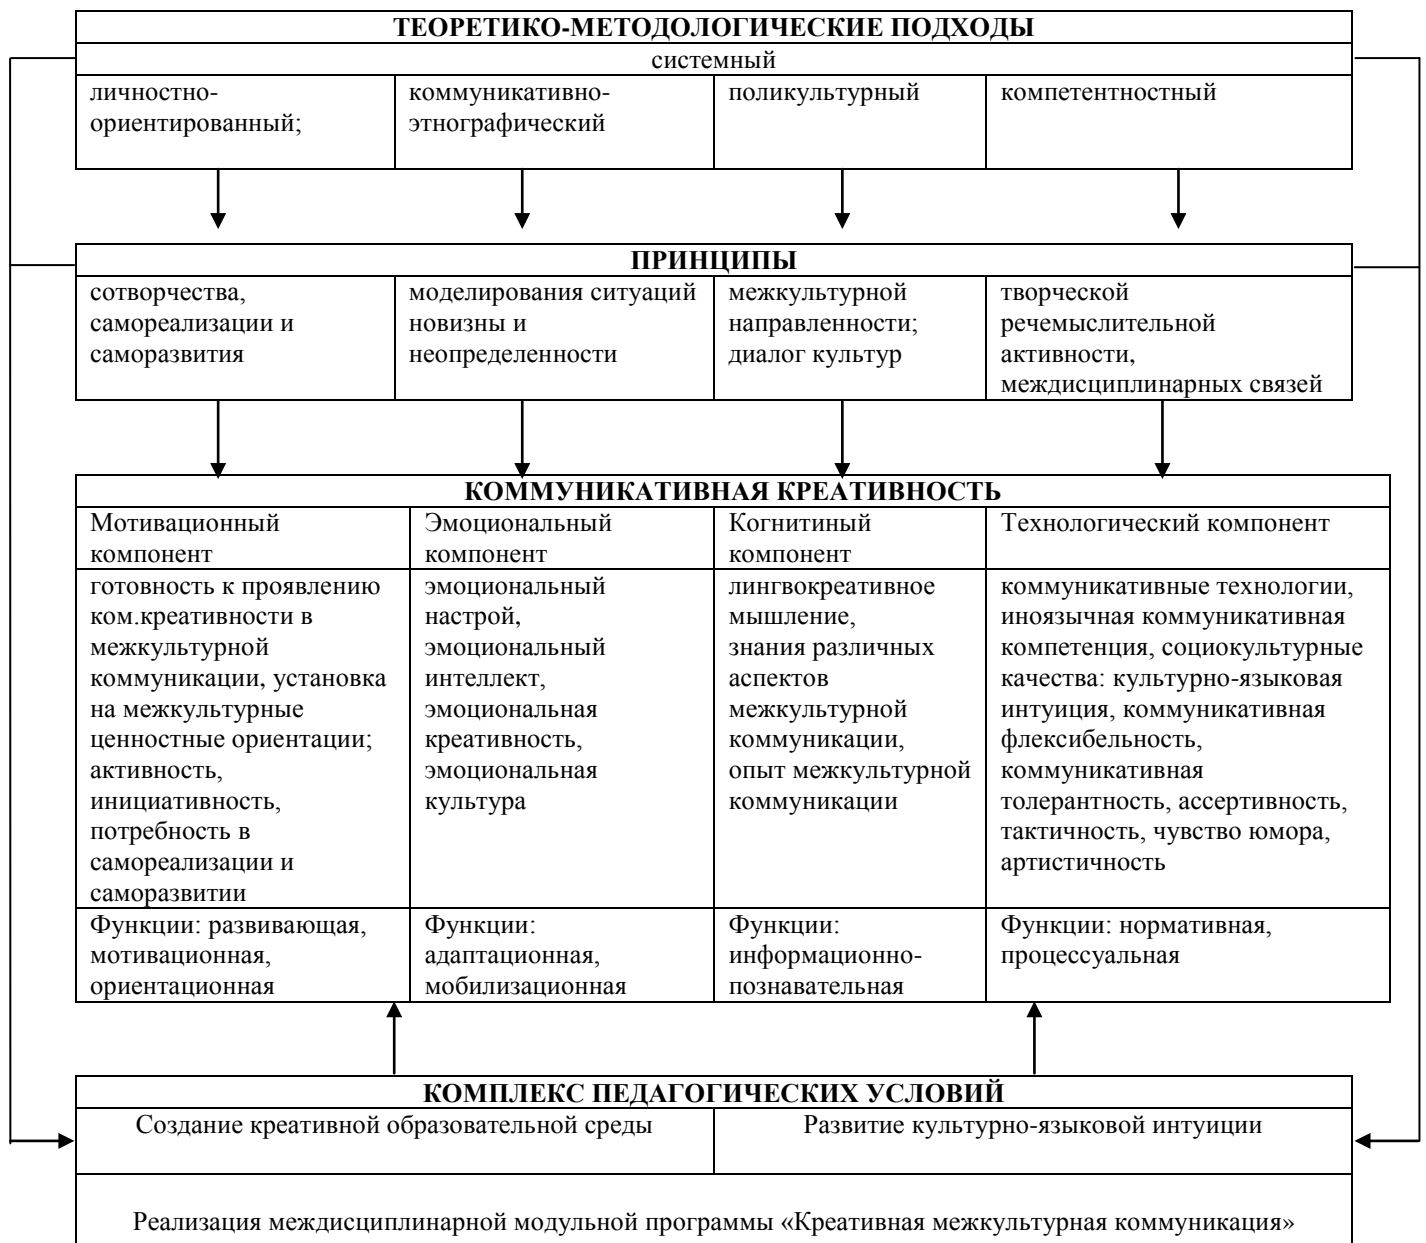 ТЕОРЕТИКО-МЕТОДОЛОГИЧЕСКИЕ ПОДХОДЫ
системный
личностно-
ориентированный;
коммуникативно-
этнографический
поликультурный
компетентностный
ПРИНЦИПЫ
сотворчества,
самореализации и
саморазвития
моделирования ситуаций
новизны и
неопределенности
межкультурной
направленности;
диалог культур
творческой
речемыслительной
активности,
междисциплинарных связей
КОММУНИКАТИВНАЯ КРЕАТИВНОСТЬ
Мотивационный
компонент
Эмоциональный
компонент
Когнитиный
компонент
Технологический компонент
готовность к проявлению
ком.креативности в
межкультурной
коммуникации, установка
на межкультурные
ценностные ориентации;
активность,
инициативность,
потребность в
самореализации и
саморазвитии
эмоциональный
настрой,
эмоциональный
интеллект,
эмоциональная
креативность,
эмоциональная
культура
лингвокреативное
мышление,
знания различных
аспектов
межкультурной
коммуникации,
опыт межкультурной
коммуникации
коммуникативные технологии,
иноязычная коммуникативная
компетенция, социокультурные
качества: культурно-языковая
интуиция, коммуникативная
флексибельность,
коммуникативная
толерантность, ассертивность,
тактичность, чувство юмора,
артистичность
Функции: развивающая,
мотивационная,
ориентационная
Функции:
адаптационная,
мобилизационная
Функции:
информационно-
познавательная
Функции: нормативная,
процессуальная
КОМПЛЕКС ПЕДАГОГИЧЕСКИХ УСЛОВИЙ
Создание креативной образовательной среды
Развитие культурно-языковой интуиции
Реализация междисциплинарной модульной программы «Креативная межкультурная коммуникация»